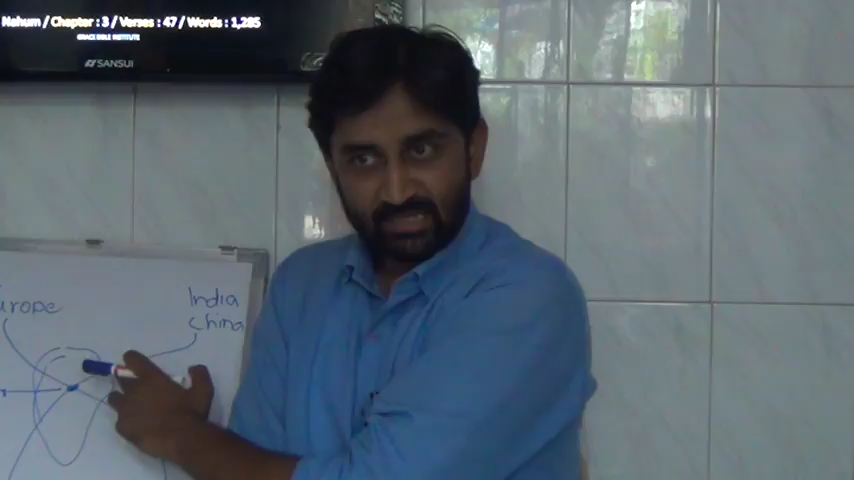 Nahum / Chapter : 3 / Verses : 47 / Words : 1,285
GRACE BIBLE INSTITUTE
SANSUI
urope
India
China